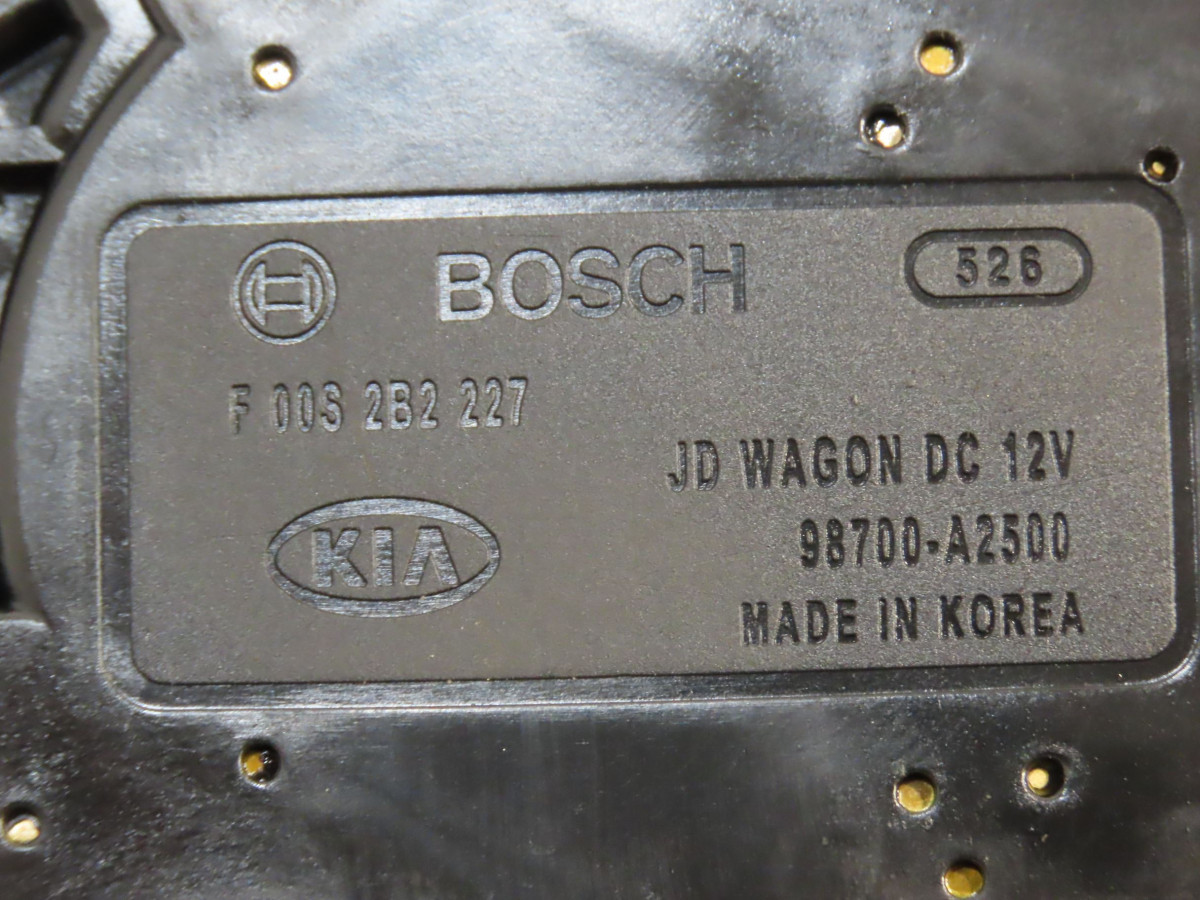 BOSCH
526
F 00S 2B2 227
JD WAGON DC 12V
KIA
98700-A2500
MADE IN KOREA